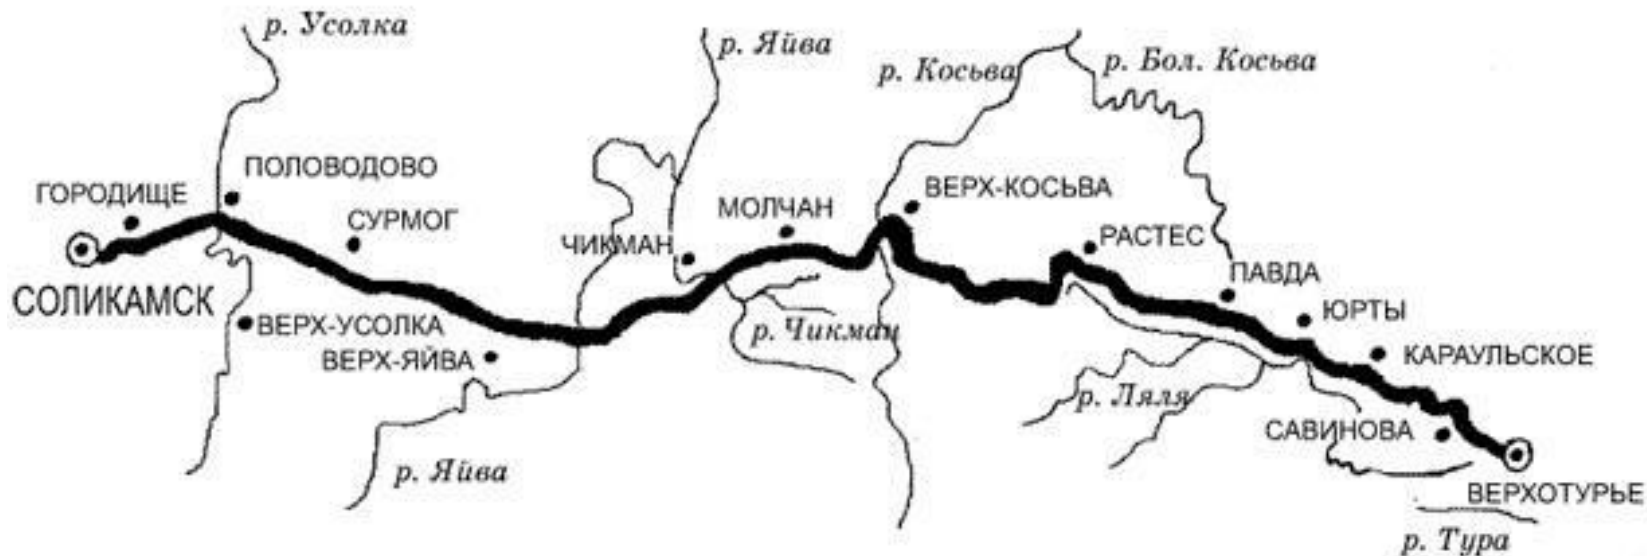 р. Усолка
р. Яйва
р. Косьва
р. Бол. Косьва
ПОЛОВОДОВО
ГОРОДИЩЕ
СУРМОГ
МОЛЧАН
ВЕРХ-КОСЬВА
ЧИКМАН
РАСТЕС
ПАВДА
СОЛИКАМСК
ЮРТЫ
ВЕРХ-УСОЛКА
р. Чикман
ВЕРХ-ЯЙВА
КАРАУЛЬСКОЕ
р. Ляля
САВИНОВА
р. Яйва
ВЕРХОТУРЬЕ
р. Тура